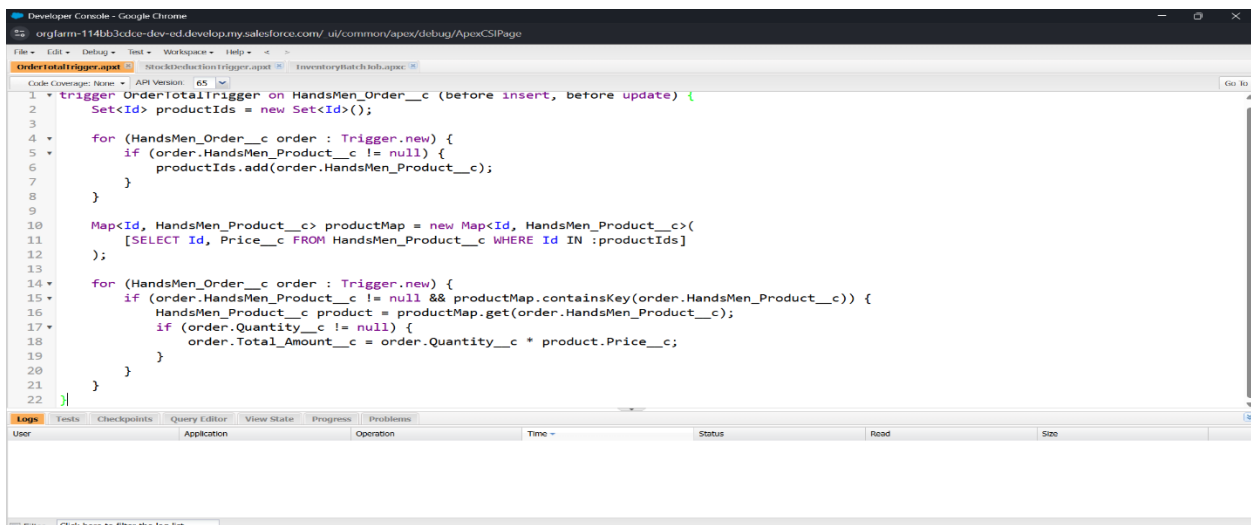 Developer Console - Google Chrome
orgfarm-114bb3cdce-dev-ed.develop.my.salesforce.com/_ui/common/apex/debug/ApexCSIPage
File Edit Debug Test Workspace Help < >
OrderTotalTrigger.apxt StockDeductionTrigger.apxt InventoryBatchJob.apxc
Code Coverage: None API Version: 65 Go To
1 trigger OrderTotalTrigger on HandsMen_Order__c (before insert, before update) {
2 Set<Id> productIds = new Set<Id>();
3
4 for (HandsMen_Order__c order : Trigger.new) {
5 if (order.HandsMen_Product__c != null) {
6 productIds.add(order.HandsMen_Product__c);
7 }
8 }
9
10 Map<Id, HandsMen_Product__c> productMap = new Map<Id, HandsMen_Product__c>(
11 [SELECT Id, Price__c FROM HandsMen_Product__c WHERE Id IN :productIds]
12 );
13
14 for (HandsMen_Order__c order : Trigger.new) {
15 if (order.HandsMen_Product__c != null && productMap.containsKey(order.HandsMen_Product__c)) {
16 HandsMen_Product__c product = productMap.get(order.HandsMen_Product__c);
17 if (order.Quantity__c != null) {
18 order.Total_Amount__c = order.Quantity__c * product.Price__c;
19 }
20 }
21 }
22 }
Logs Tests Checkpoints Query Editor View State Progress Problems
User Application Operation Time Status Read Size
Click here to filter the log list